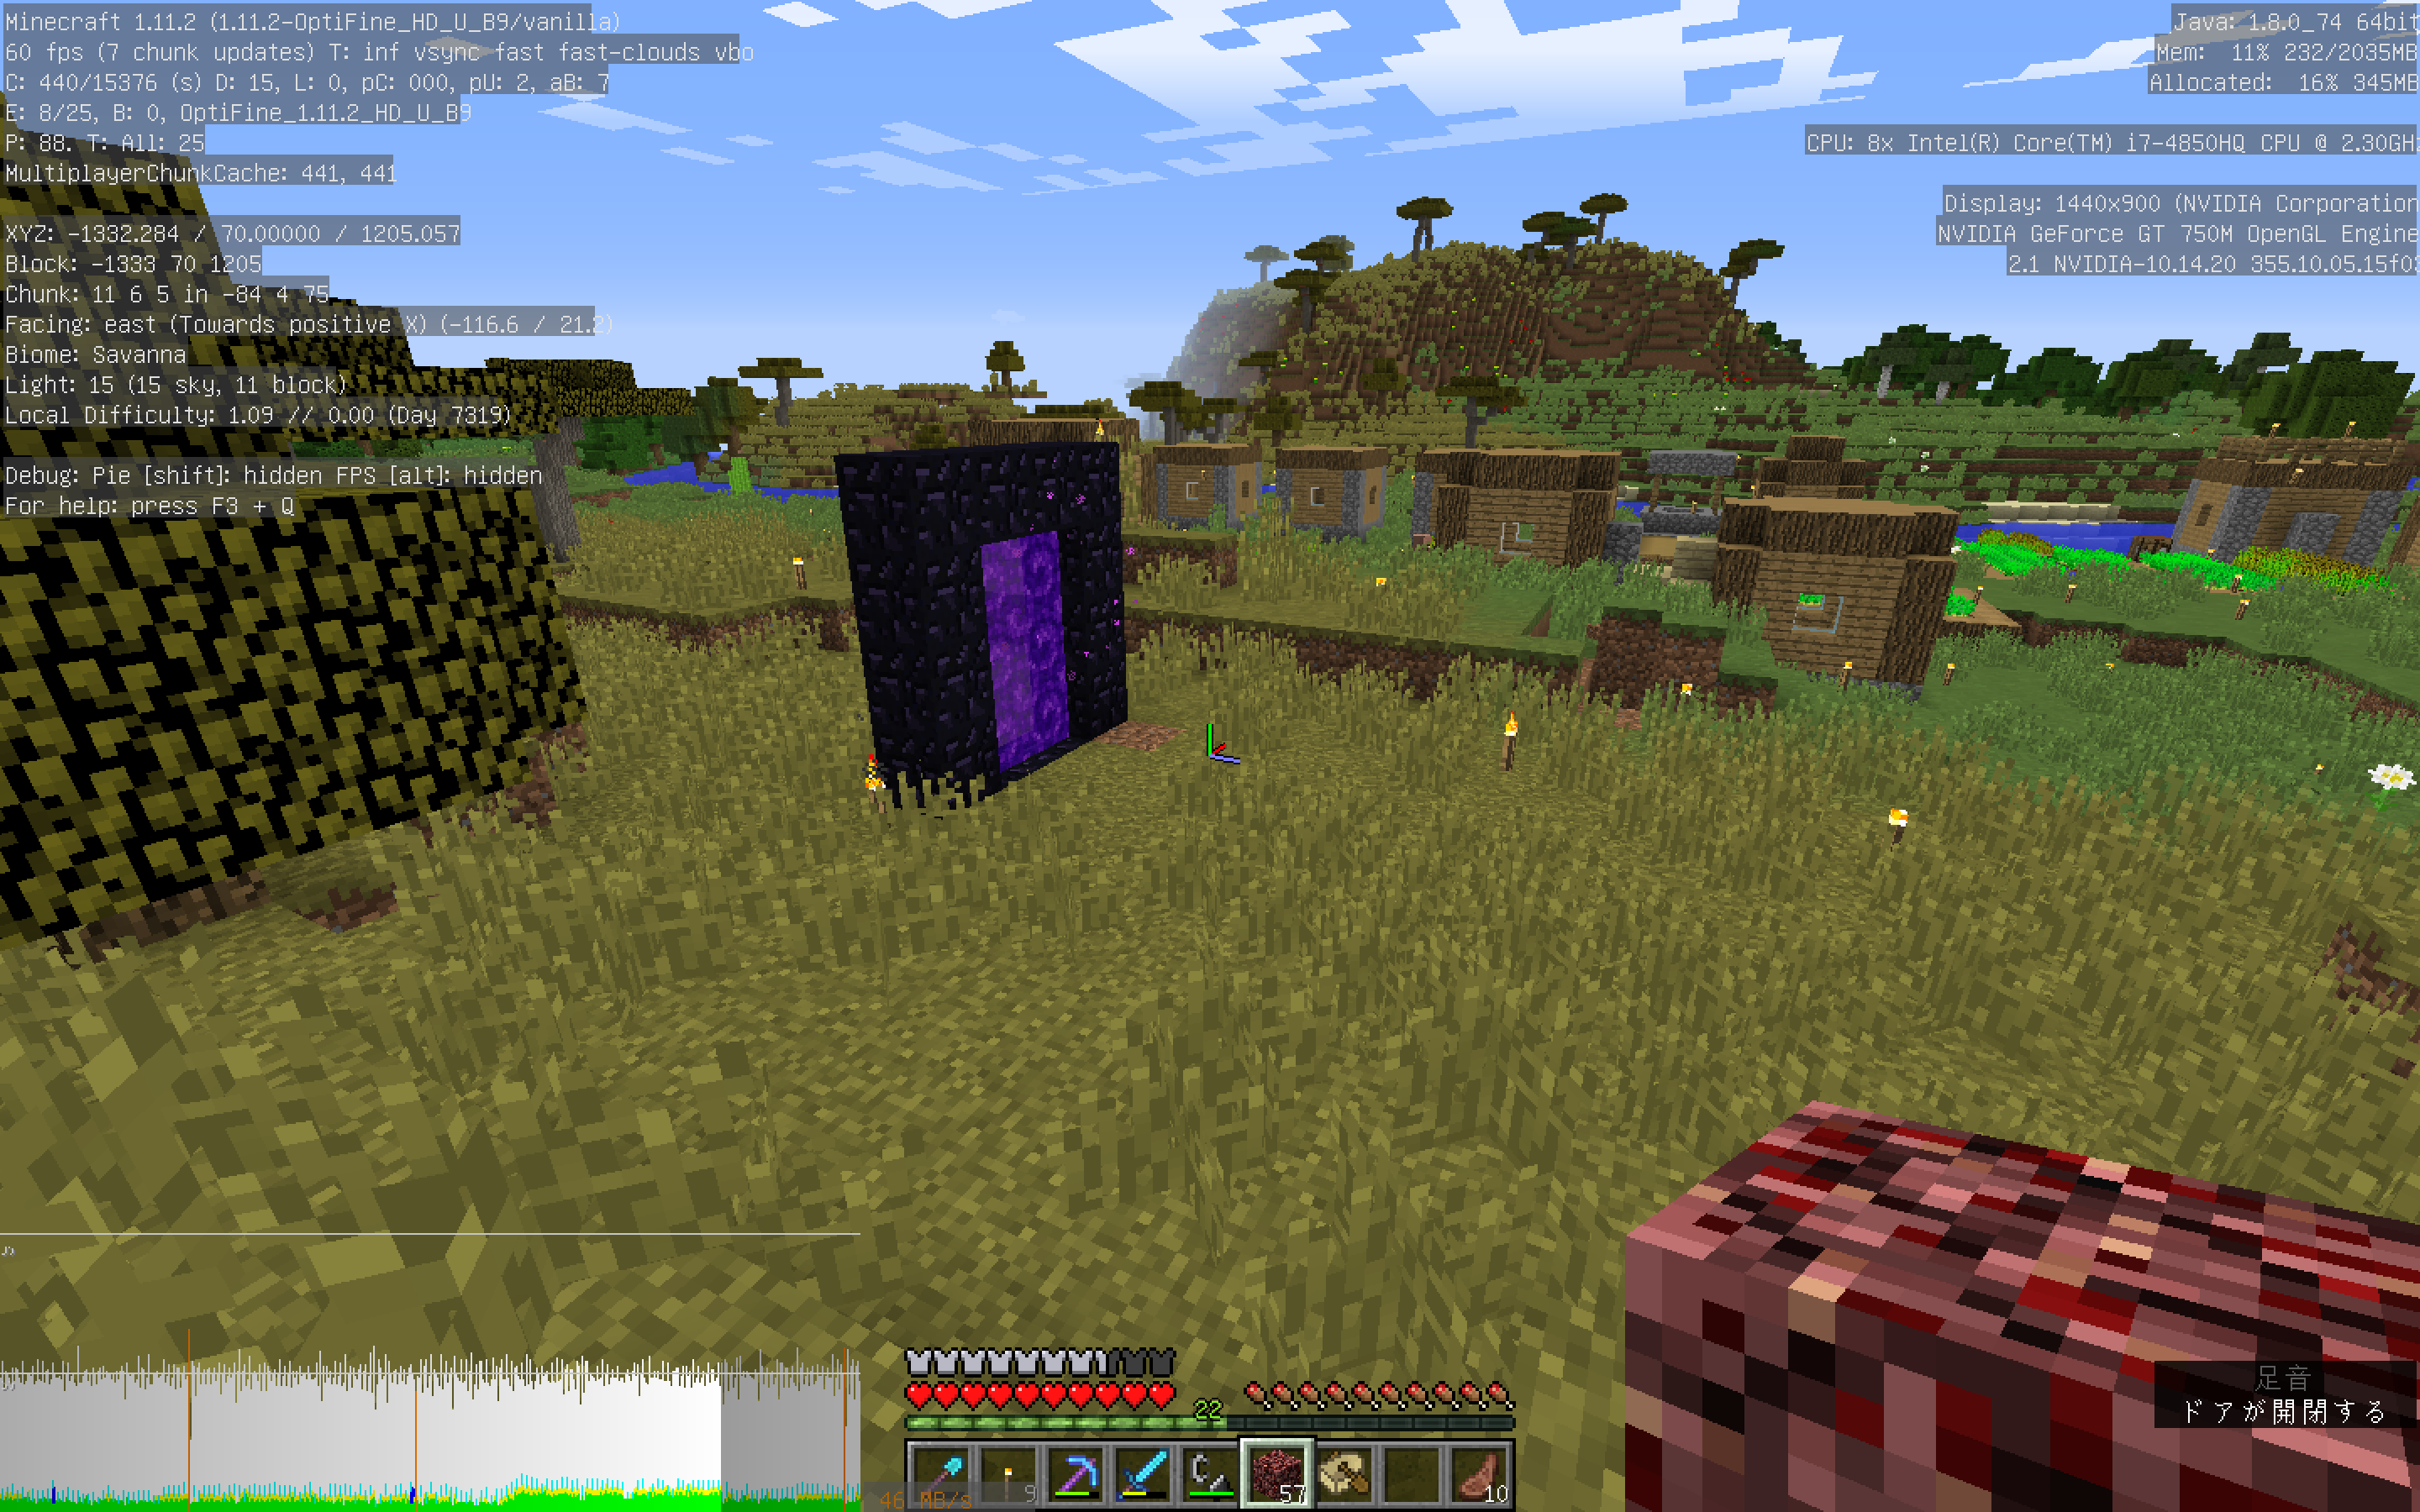 Minecraft 1.11.2 (1.11.2-OptiFine_HD_U_B9/vanilla)
60 fps (7 chunk updates) T: inf vsync fast fast-clouds vbo
C: 440/15376 (s) D: 15, L: 0, pC: 000, pU: 2, aB: 7
E: 8/25, B: 0, OptiFine_1.11.2_HD_U_B9
P: 88. T: All: 25
MultiplayerChunkCache: 441, 441
XYZ: -1332.284 / 70.00000 / 1205.057
Block: -1333 70 1205
Chunk: 11 6 5 in -84 4 75
Facing: east (Towards positive X) (-116.6 / 21.2)
Biome: Savanna
Light: 15 (15 sky, 11 block)
Local Difficulty: 1.09 // 0.00 (Day 7319)
Debug: Pie [shift]: hidden FPS [alt]: hidden
For help: press F3 + Q
Java: 1.8.0_74 64bit
Mem: 11% 232/2035MB
Allocated: 16% 345MB
CPU: 8x Intel(R) Core(TM) i7-4850HQ CPU @ 2.30GHz
Display: 1440x900 (NVIDIA Corporation
NVIDIA GeForce GT 750M OpenGL Engine
2.1 NVIDIA-10.14.20 355.10.05.15f03
足音
ドアが開閉する
22
46 MB/s
9
57
10